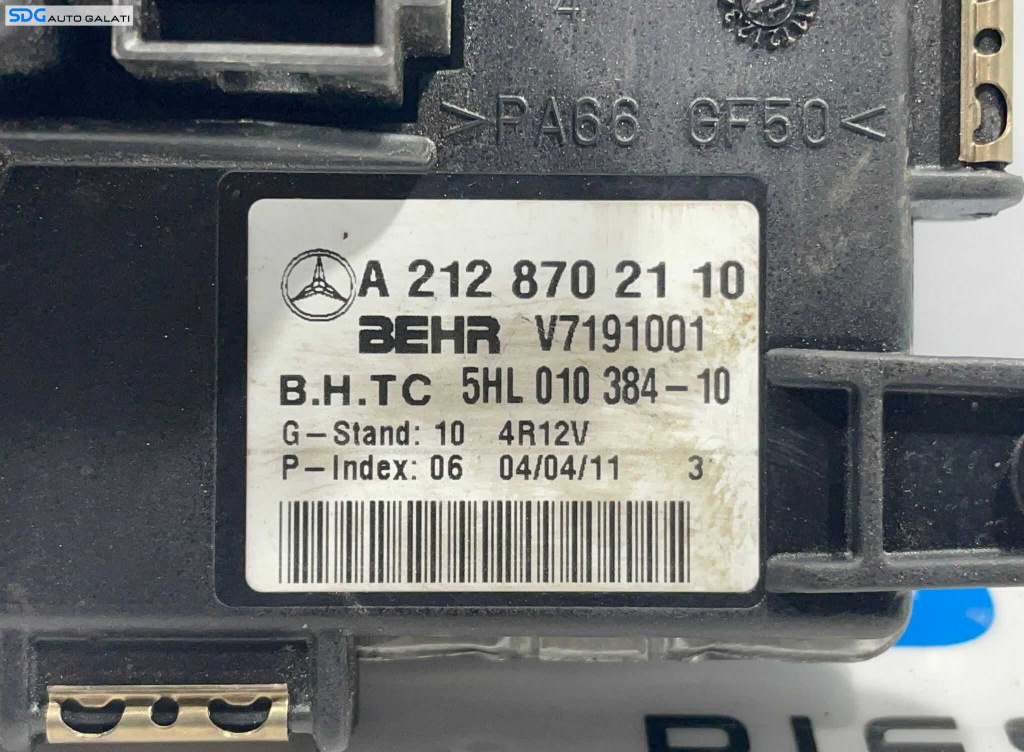 SDG AUTO GALATI
4
>PA66 GF50<
A 212 870 21 10
BEHR V7191001
B.H.TC 5HL 010 384-10
G-Stand: 10 4R12V
P-Index: 06 04/04/11 3